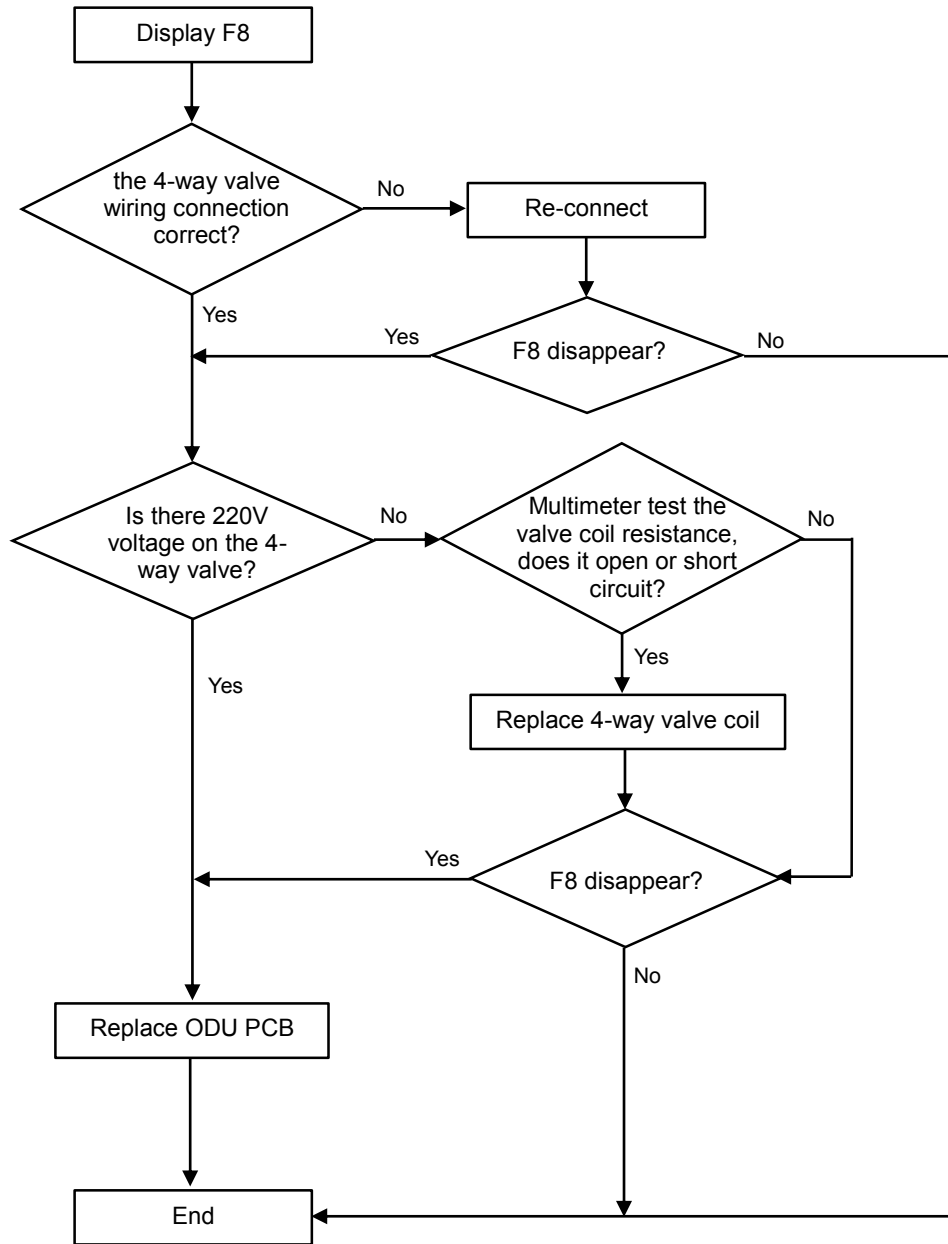 Display F8
the 4-way valve
wiring connection
correct?
No
Re-connect
Yes
Yes
F8 disappear?
No
Is there 220V
voltage on the 4-
way valve?
No
Multimeter test the
valve coil resistance,
does it open or short
circuit?
No
Yes
Yes
Replace 4-way valve coil
Yes
F8 disappear?
No
Replace ODU PCB
End